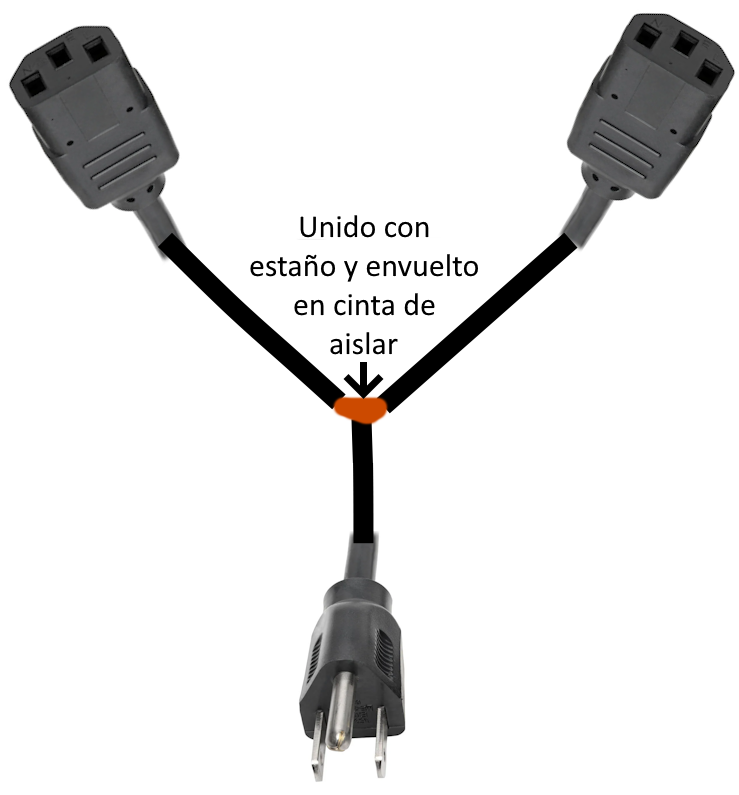 Unido con
estaño y envuelto
en cinta de
aislar